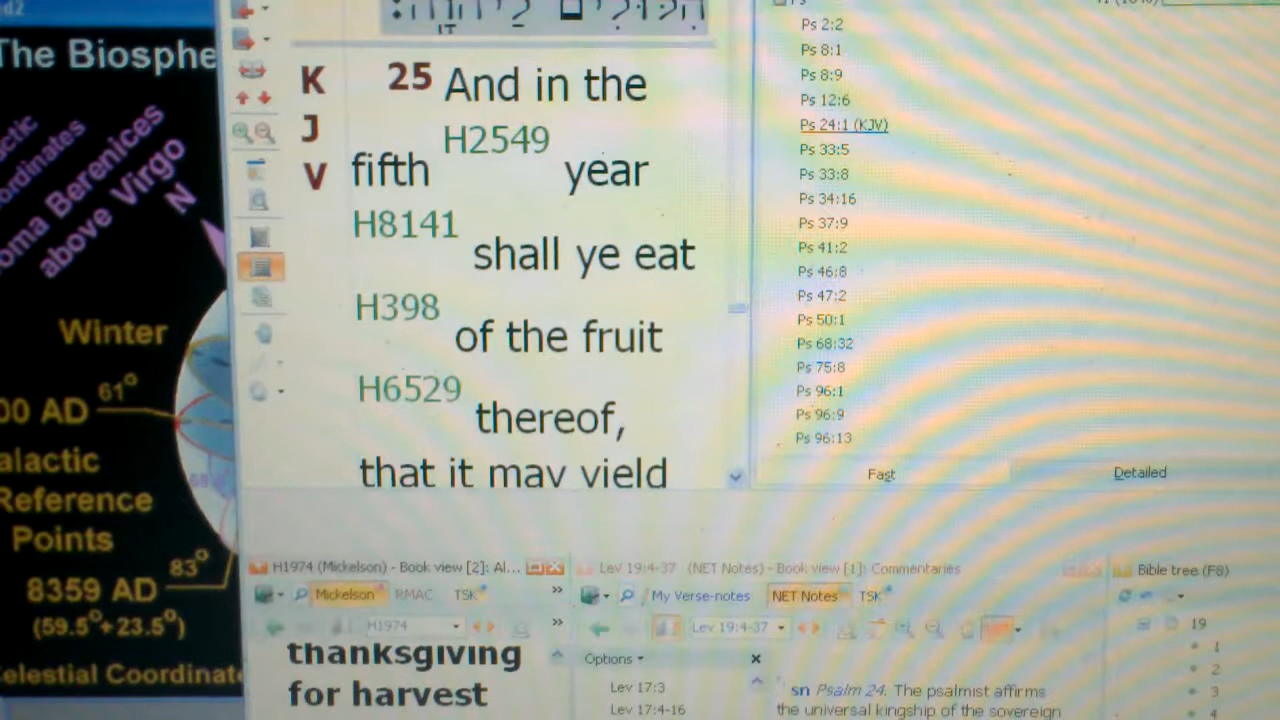 d2
The Biosphe
ordinates
oma Berenices
above Virgo
N
Winter
61°
00 AD
alactic
Reference
Points
83°
8359 AD
(59.5°+23.5°)
elestial Coordinat
K
J
V
25 And in the
fifth H2549 year
H8141 shall ye eat
H398 of the fruit
H6529 thereof,
that it may yield
Ps 2:2
Ps 8:1
Ps 8:9
Ps 12:6
Ps 24:1 (KJV)
Ps 33:5
Ps 33:8
Ps 34:16
Ps 37:9
Ps 41:2
Ps 46:8
Ps 47:2
Ps 50:1
Ps 68:32
Ps 75:8
Ps 96:1
Ps 96:9
Ps 96:13
Fast Detailed
H1974 (Mickelson) - Book view [2]: Al...
Mickelson RMAC TSK »
H1974 »
thanksgiving
for harvest
Lev 19:4-37 (NET Notes) - Book view [1]: Commentaries
My Verse-notes NET Notes TSK
Lev 19:4-37
Options
Lev 17:3
Lev 17:4-16
sn Psalm 24. The psalmist affirms
the universal kingship of the sovereign
Bible tree (F8)
19
1
2
3
4